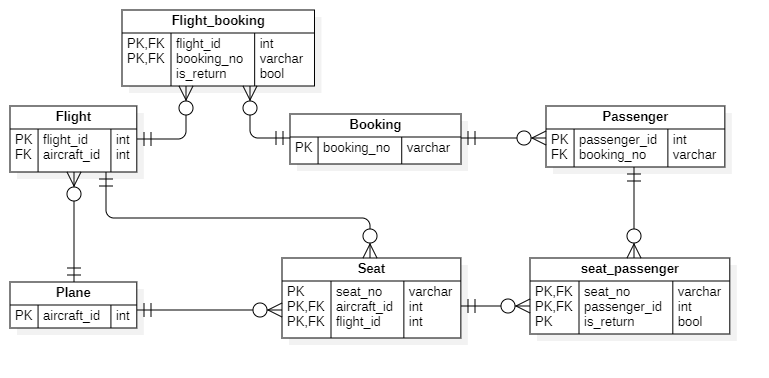 Flight_booking
PK,FK flight_id int
PK,FK booking_no varchar
is_return bool
Flight
PK flight_id int
FK aircraft_id int
Booking
PK booking_no varchar
Passenger
PK passenger_id int
FK booking_no varchar
Plane
PK aircraft_id int
Seat
PK seat_no varchar
PK,FK aircraft_id int
PK,FK flight_id int
seat_passenger
PK,FK seat_no varchar
PK,FK passenger_id int
PK is_return bool